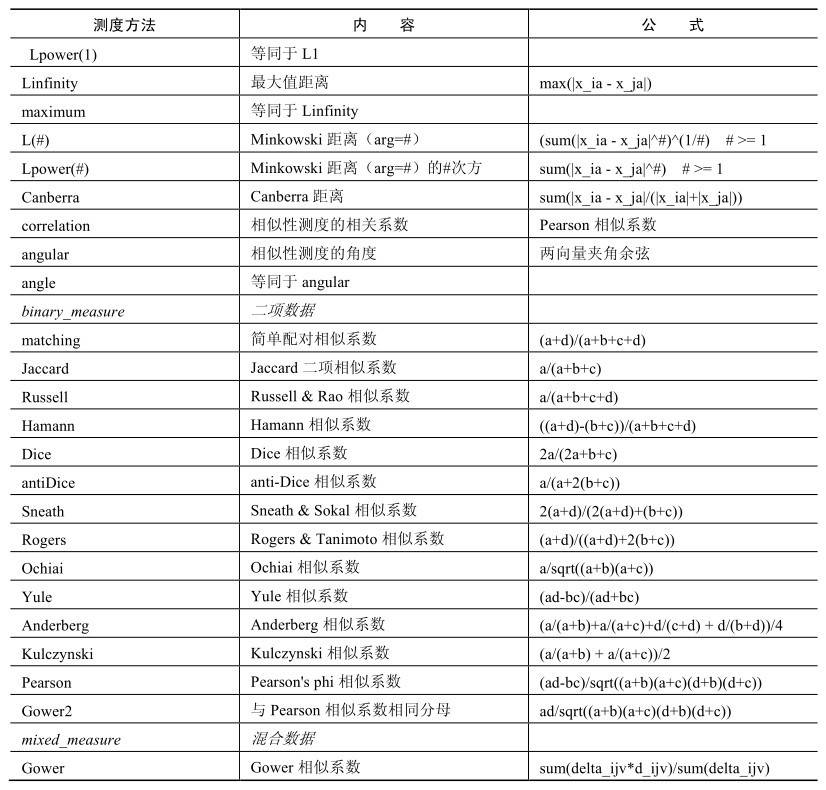 测度方法 内 容 公 式
Lpower(1) 等同于 L1
Linfinity 最大值距离 max(|x_ia - x_ja|)
maximum 等同于 Linfinity
L(#) Minkowski 距离（arg=#） (sum(|x_ia - x_ja|^#)^(1/#) # >= 1
Lpower(#) Minkowski 距离（arg=#）的#次方 sum(|x_ia - x_ja|^#) # >= 1
Canberra Canberra 距离 sum(|x_ia - x_ja|/(|x_ia|+|x_ja|))
correlation 相似性测度的相关系数 Pearson 相似系数
angular 相似性测度的角度 两向量夹角余弦
angle 等同于 angular
binary_measure 二项数据
matching 简单配对相似系数 (a+d)/(a+b+c+d)
Jaccard Jaccard 二项相似系数 a/(a+b+c)
Russell Russell & Rao 相似系数 a/(a+b+c+d)
Hamann Hamann 相似系数 ((a+d)-(b+c))/(a+b+c+d)
Dice Dice 相似系数 2a/(2a+b+c)
antiDice anti-Dice 相似系数 a/(a+2(b+c))
Sneath Sneath & Sokal 相似系数 2(a+d)/(2(a+d)+(b+c))
Rogers Rogers & Tanimoto 相似系数 (a+d)/((a+d)+2(b+c))
Ochiai Ochiai 相似系数 a/sqrt((a+b)(a+c))
Yule Yule 相似系数 (ad-bc)/(ad+bc)
Anderberg Anderberg 相似系数 (a/(a+b)+a/(a+c)+d/(c+d) + d/(b+d))/4
Kulczynski Kulczynski 相似系数 (a/(a+b) + a/(a+c))/2
Pearson Pearson's phi 相似系数 (ad-bc)/sqrt((a+b)(a+c)(d+b)(d+c))
Gower2 与 Pearson 相似系数相同分母 ad/sqrt((a+b)(a+c)(d+b)(d+c))
mixed_measure 混合数据
Gower Gower 相似系数 sum(delta_ijv*d_ijv)/sum(delta_ijv)